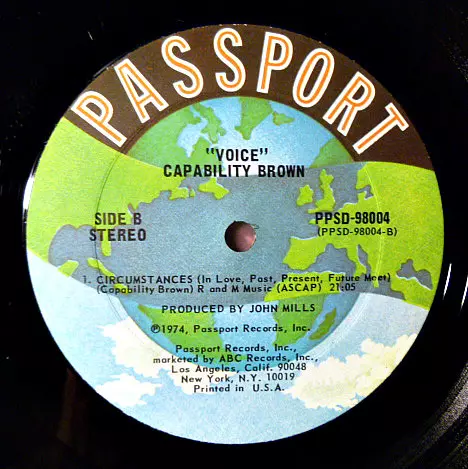 PASSPORT
"VOICE"
CAPABILITY BROWN
SIDE B
STEREO
PPSD-98004
(PPSD-98004-B)
1. CIRCUMSTANCES (In Love, Past, Present, Future Meet)
(Capability Brown) R and M Music (ASCAP) 21:05
PRODUCED BY JOHN MILLS
℗1974, Passport Records, Inc.
Passport Records, Inc.,
marketed by ABC Records, Inc.,
Los Angeles, Calif. 90048
New York, N.Y. 10019
Printed in U.S.A.